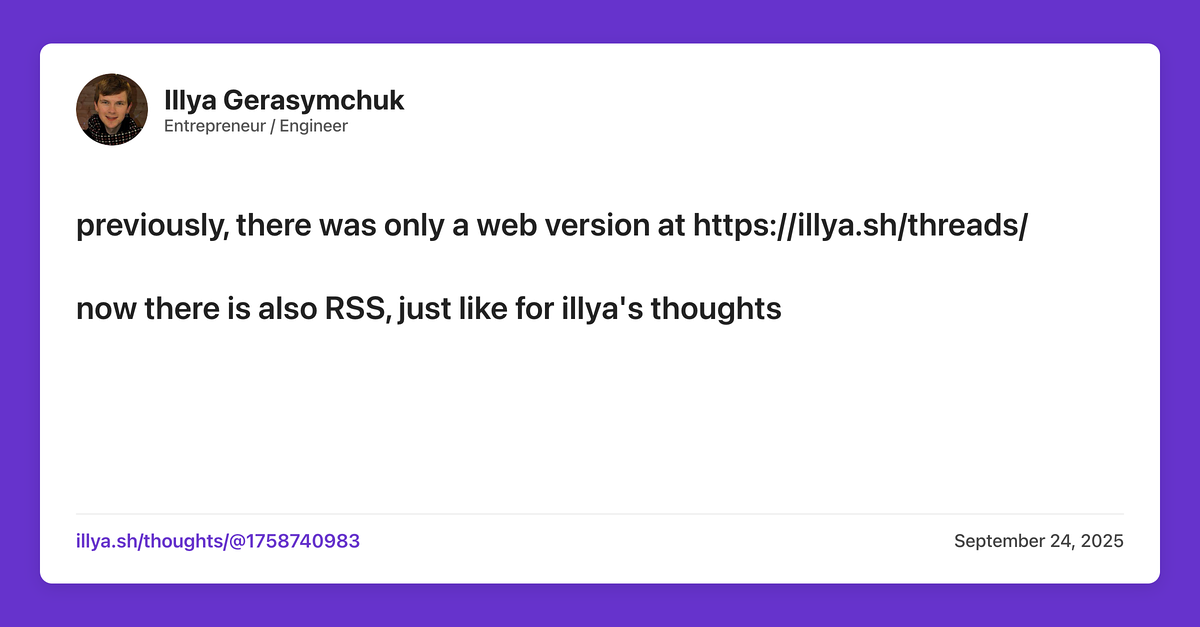 Illya Gerasymchuk
Entrepreneur / Engineer
previously, there was only a web version at https://illya.sh/threads/
now there is also RSS, just like for illya's thoughts
illya.sh/thoughts/@1758740983
September 24, 2025